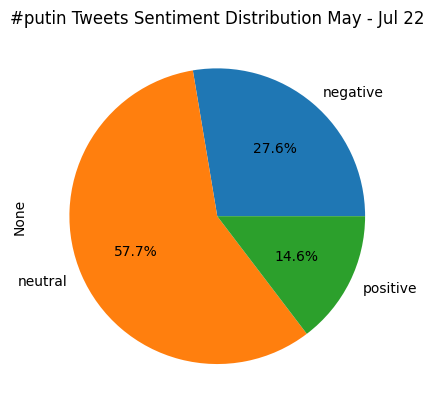 #putin Tweets Sentiment Distribution May - Jul 22
negative
27.6%
None
57.7%
14.6%
neutral
positive